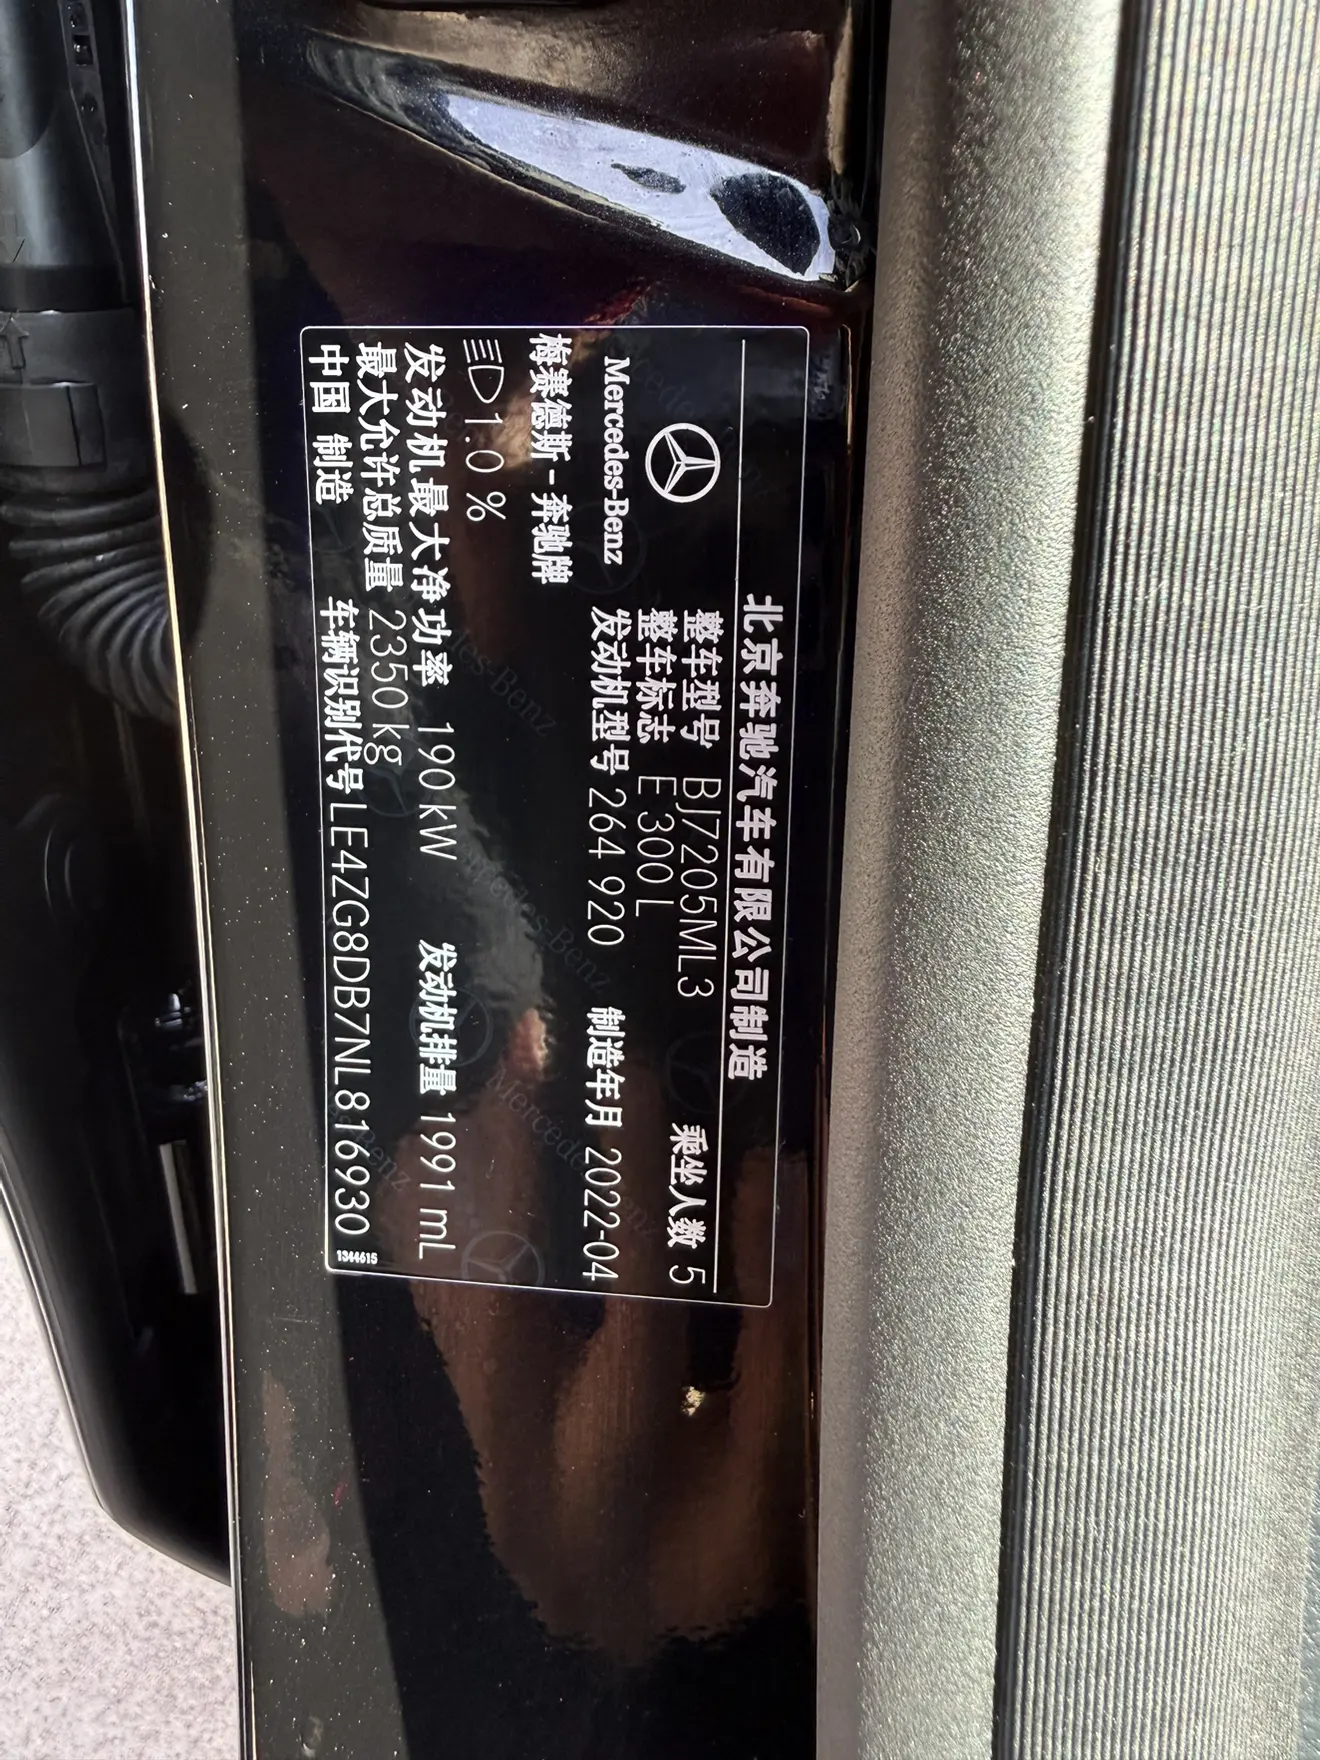 北京奔驰汽车有限公司制造
Mercedes-Benz
梅赛德斯-奔驰牌
整车型号 BJ7205ML3 乘坐人数 5
整车标志 E 300 L
发动机型号 264 920 制造年月 2022-04
1.0 %
发动机最大净功率 190 kW 发动机排量 1991 mL
最大允许总质量 2350 kg
中国 制造 车辆识别代号 LE4ZG8DB7NL816930
1344615